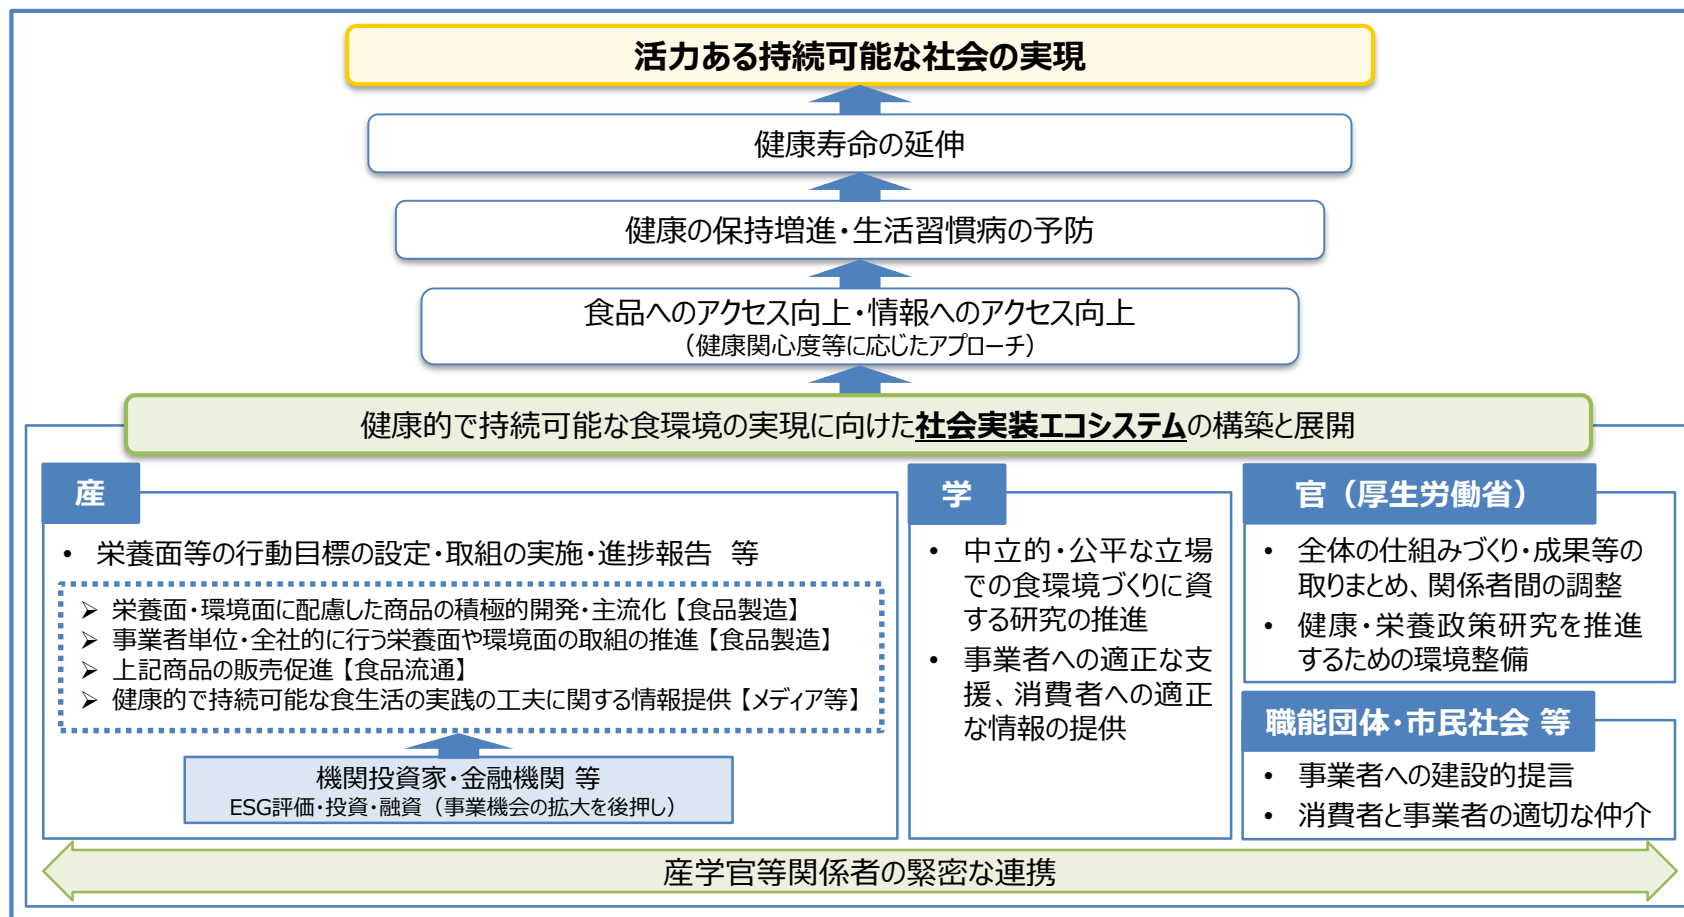 活力ある持続可能な社会の実現
健康寿命の延伸
健康の保持増進・生活習慣病の予防
食品へのアクセス向上・情報へのアクセス向上
（健康関心度等に応じたアプローチ）
健康的で持続可能な食環境の実現に向けた社会実装エコシステムの構築と展開
産
• 栄養面等の行動目標の設定・取組の実施・進捗報告 等
➢ 栄養面・環境面に配慮した商品の積極的開発・主流化【食品製造】
➢ 事業者単位・全社的に行う栄養面や環境面の取組の推進【食品製造】
➢ 上記商品の販売促進【食品流通】
➢ 健康的で持続可能な食生活の実践の工夫に関する情報提供【メディア等】
機関投資家・金融機関 等
ESG評価・投資・融資（事業機会の拡大を後押し）
学
• 中立的・公平な立場
での食環境づくりに資
する研究の推進
• 事業者への適正な支
援、消費者への適正
な情報の提供
官（厚生労働省）
• 全体の仕組みづくり・成果等の
取りまとめ、関係者間の調整
• 健康・栄養政策研究を推進
するための環境整備
職能団体・市民社会 等
• 事業者への建設的提言
• 消費者と事業者の適切な仲介
産学官等関係者の緊密な連携